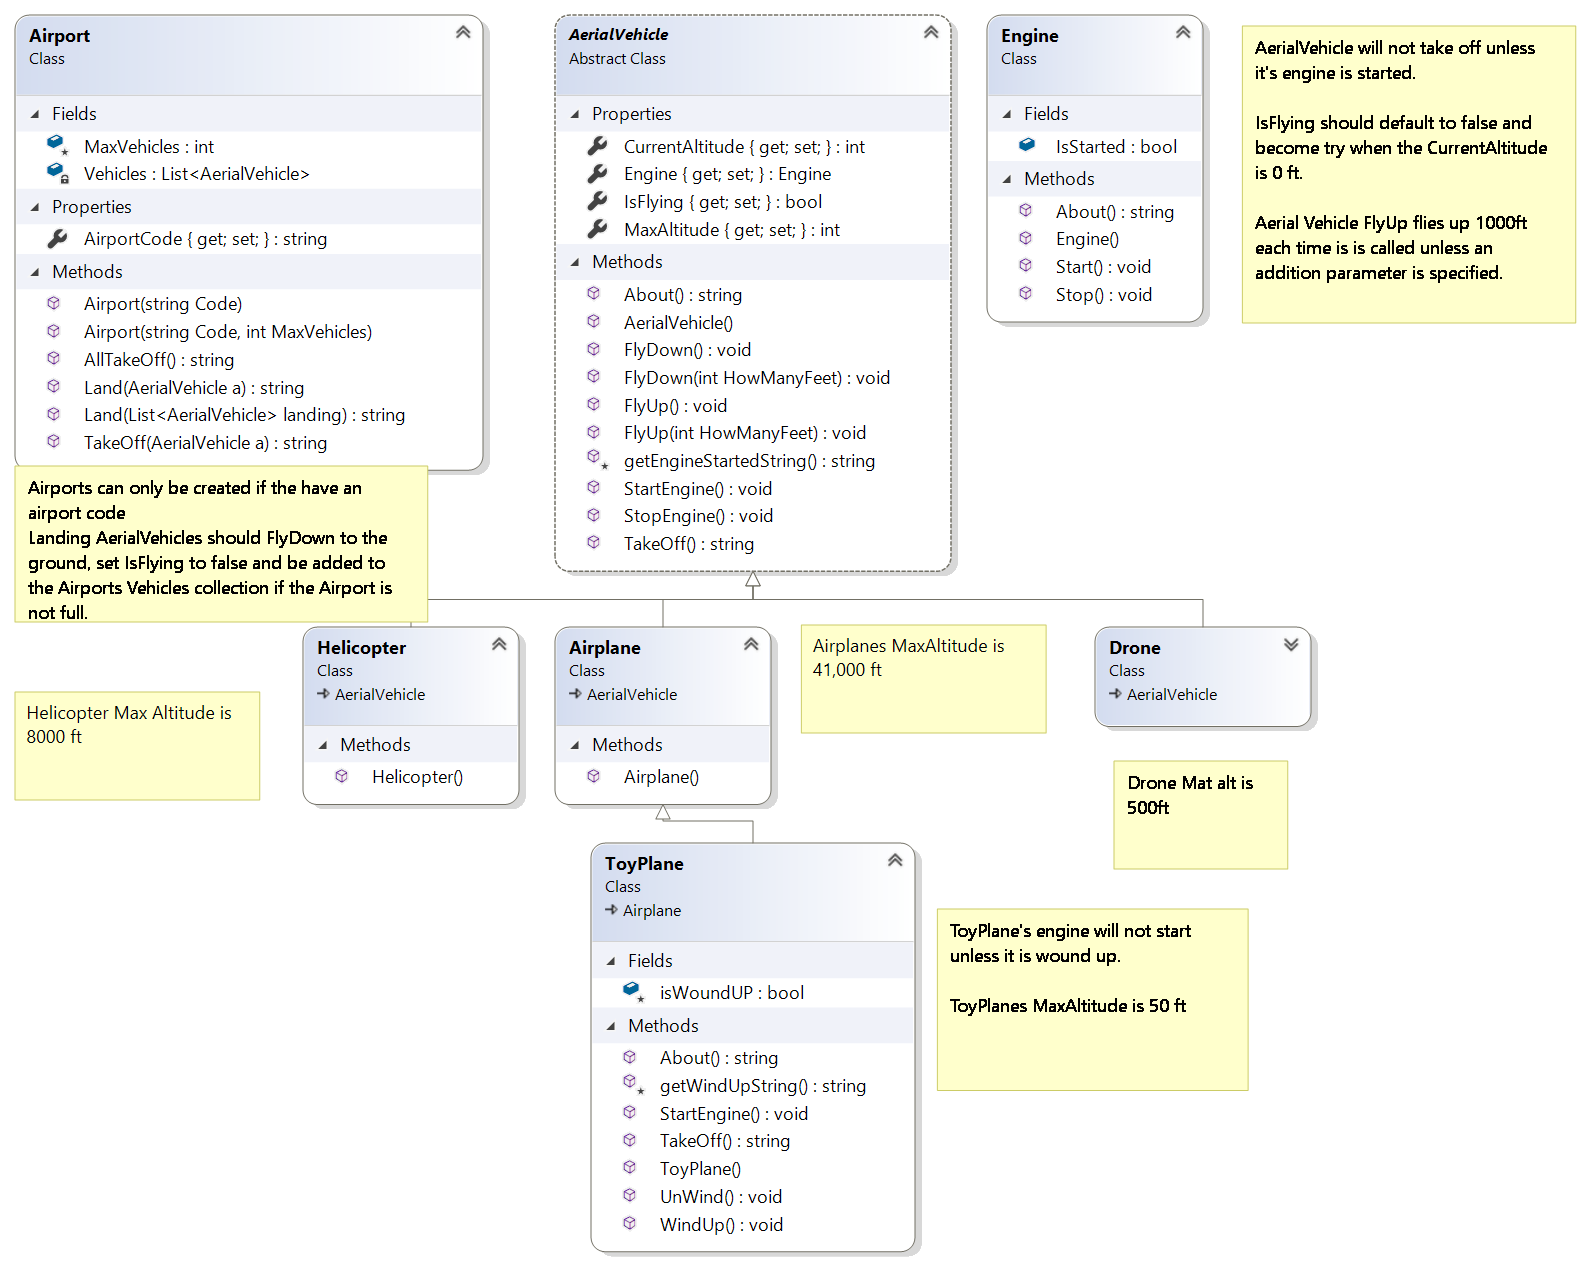 Airport
Class
Fields
MaxVehicles : int
Vehicles : List<AerialVehicle>
Properties
AirportCode { get; set; } : string
Methods
Airport(string Code)
Airport(string Code, int MaxVehicles)
AllTakeOff() : string
Land(AerialVehicle a) : string
Land(List<AerialVehicle> landing) : string
TakeOff(AerialVehicle a) : string
Airports can only be created if the have an
airport code
Landing AerialVehicles should FlyDown to the
ground, set IsFlying to false and be added to
the Airports Vehicles collection if the Airport is
not full.
AerialVehicle
Abstract Class
Properties
CurrentAltitude { get; set; } : int
Engine { get; set; } : Engine
IsFlying { get; set; } : bool
MaxAltitude { get; set; } : int
Methods
About() : string
AerialVehicle()
FlyDown() : void
FlyDown(int HowManyFeet) : void
FlyUp() : void
FlyUp(int HowManyFeet) : void
getEngineStartedString() : string
StartEngine() : void
StopEngine() : void
TakeOff() : string
Engine
Class
Fields
IsStarted : bool
Methods
About() : string
Engine()
Start() : void
Stop() : void
AerialVehicle will not take off unless
it's engine is started.
IsFlying should default to false and
become try when the CurrentAltitude
is 0 ft.
Aerial Vehicle FlyUp flies up 1000ft
each time is is called unless an
addition parameter is specified.
Helicopter Max Altitude is
8000 ft
Helicopter
Class
AerialVehicle
Methods
Helicopter()
Airplane
Class
AerialVehicle
Methods
Airplane()
Airplanes MaxAltitude is
41,000 ft
Drone
Class
AerialVehicle
Drone Mat alt is
500ft
ToyPlane
Class
Airplane
Fields
isWoundUP : bool
Methods
About() : string
getWindUpString() : string
StartEngine() : void
TakeOff() : string
ToyPlane()
UnWind() : void
WindUp() : void
ToyPlane's engine will not start
unless it is wound up.
ToyPlanes MaxAltitude is 50 ft